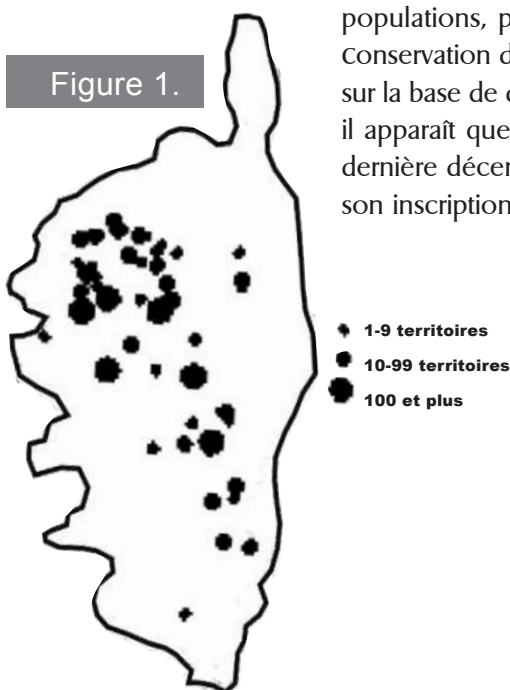 Figure 1.
populations, p
Conservation d
sur la base de d
il apparaît que
dernière décen
son inscription
1-9 territoires
10-99 territoires
100 et plus